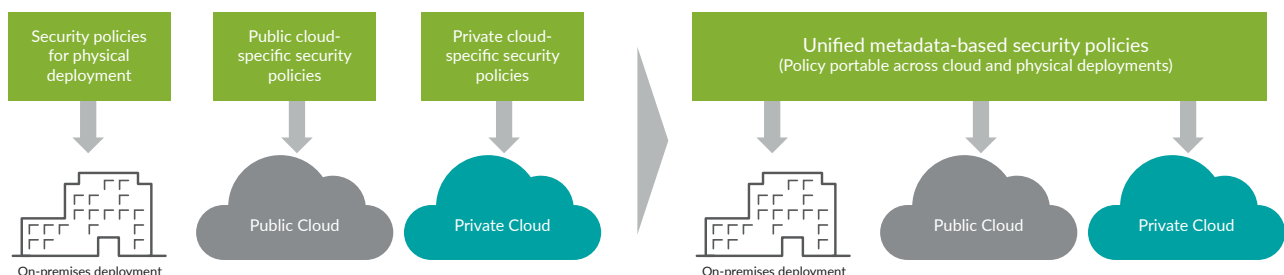 Security policies
for physical
deployment
Public cloud-
specific security
policies
Private cloud-
specific security
policies
Unified metadata-based security policies
(Policy portable across cloud and physical deployments)
Public Cloud
Private Cloud
Public Cloud
Private Cloud
On-premises deployment
On-premises deployment